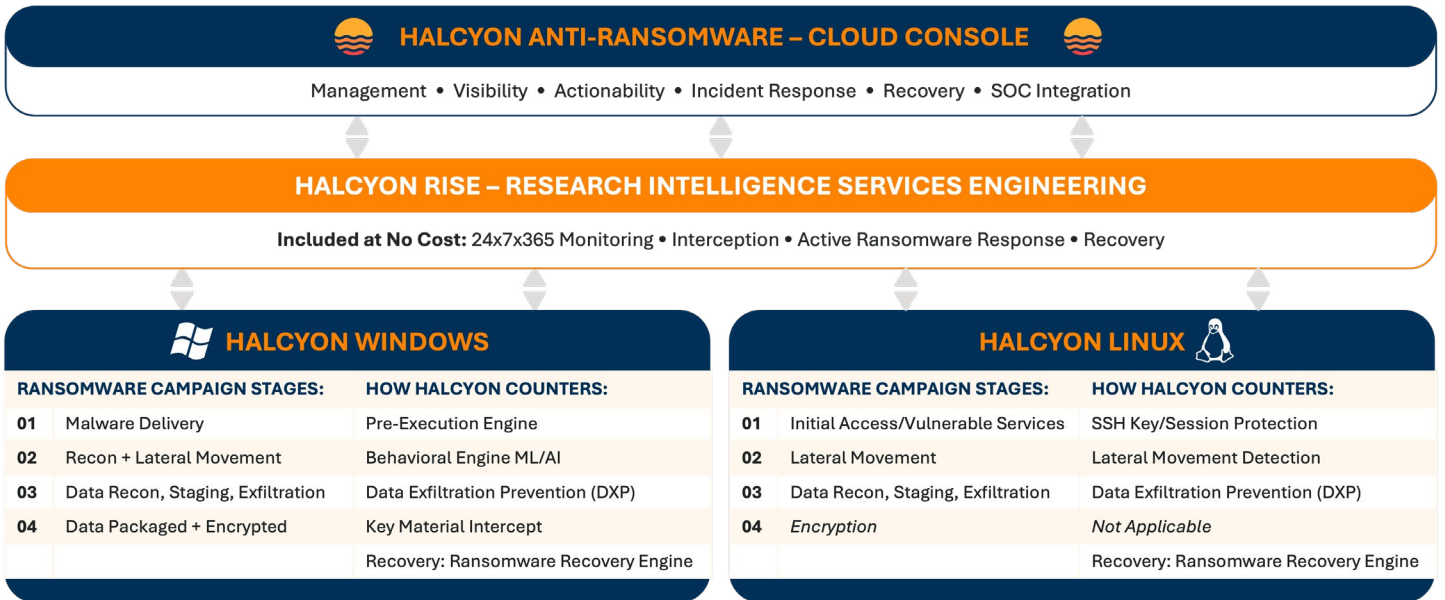 HALCYON ANTI-RANSOMWARE – CLOUD CONSOLE
Management • Visibility • Actionability • Incident Response • Recovery • SOC Integration
HALCYON RISE – RESEARCH INTELLIGENCE SERVICES ENGINEERING
Included at No Cost: 24x7x365 Monitoring • Interception • Active Ransomware Response • Recovery
HALCYON WINDOWS
RANSOMWARE CAMPAIGN STAGES: HOW HALCYON COUNTERS:
01 Malware Delivery Pre-Execution Engine
02 Recon + Lateral Movement Behavioral Engine ML/AI
03 Data Recon, Staging, Exfiltration Data Exfiltration Prevention (DXP)
04 Data Packaged + Encrypted Key Material Intercept
Recovery: Ransomware Recovery Engine
HALCYON LINUX
RANSOMWARE CAMPAIGN STAGES: HOW HALCYON COUNTERS:
01 Initial Access/Vulnerable Services SSH Key/Session Protection
02 Lateral Movement Lateral Movement Detection
03 Data Recon, Staging, Exfiltration Data Exfiltration Prevention (DXP)
04 Encryption Not Applicable
Recovery: Ransomware Recovery Engine